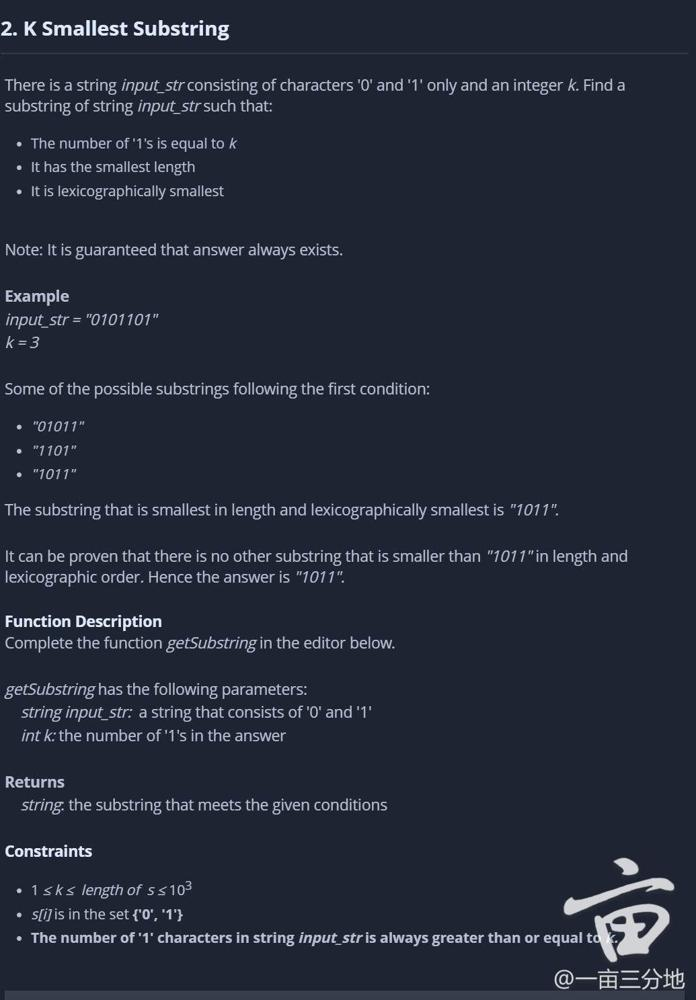 2. K Smallest Substring
There is a string input_str consisting of characters '0' and '1' only and an integer k. Find a
substring of string input_str such that:
• The number of '1's is equal to k
• It has the smallest length
• It is lexicographically smallest
Note: It is guaranteed that answer always exists.
Example
input_str = "0101101"
k = 3
Some of the possible substrings following the first condition:
• "01011"
• "1101"
• "1011"
The substring that is smallest in length and lexicographically smallest is "1011".
It can be proven that there is no other substring that is smaller than "1011" in length and
lexicographic order. Hence the answer is "1011".
Function Description
Complete the function getSubstring in the editor below.
getSubstring has the following parameters:
string input_str: a string that consists of '0' and '1'
int k: the number of '1's in the answer
Returns
string: the substring that meets the given conditions
Constraints
• 1 ≤ k ≤ length of s ≤ 10³
• s[i] is in the set {'0', '1'}
• The number of '1' characters in string input_str is always greater than or equal to k.
亩
@一亩三分地